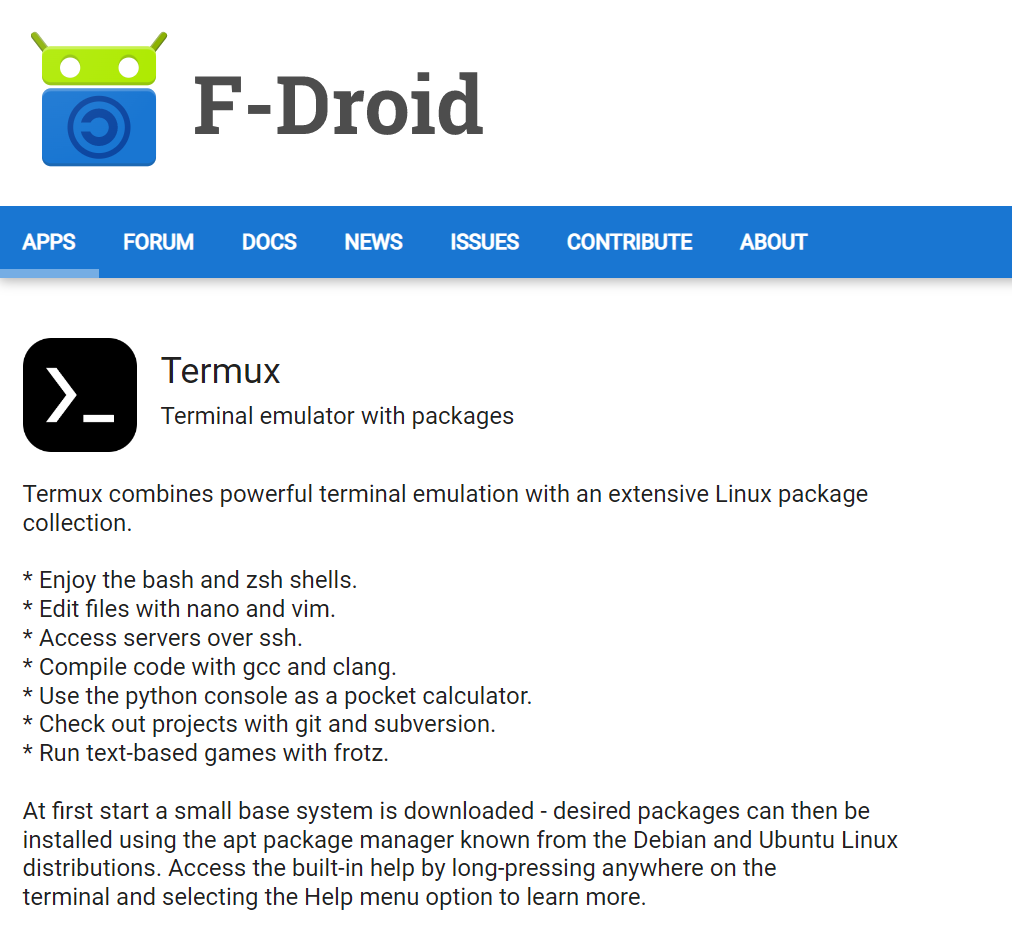 F-Droid
APPS FORUM DOCS NEWS ISSUES CONTRIBUTE ABOUT
Termux
Terminal emulator with packages
Termux combines powerful terminal emulation with an extensive Linux package
collection.
* Enjoy the bash and zsh shells.
* Edit files with nano and vim.
* Access servers over ssh.
* Compile code with gcc and clang.
* Use the python console as a pocket calculator.
* Check out projects with git and subversion.
* Run text-based games with frotz.
At first start a small base system is downloaded - desired packages can then be
installed using the apt package manager known from the Debian and Ubuntu Linux
distributions. Access the built-in help by long-pressing anywhere on the
terminal and selecting the Help menu option to learn more.